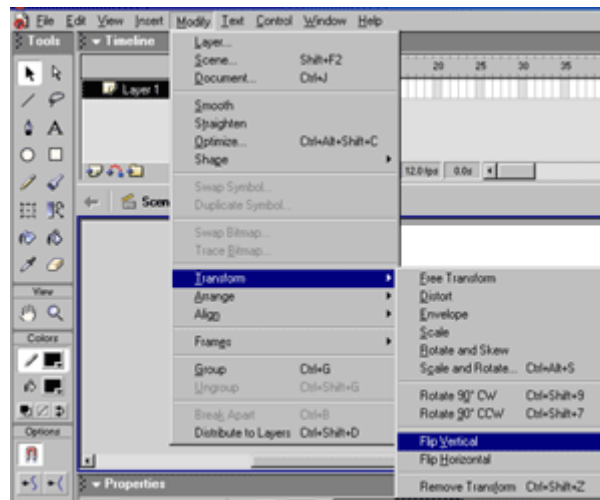 File Edit View Insert Modify Text Control Window Help
Tools
Timeline
Layer...
Scene... Shift+F2
Document... Ctrl+J
20 25 30 35
Layer 1
Smooth
Straighten
Optimize... Ctrl+Alt+Shift+C
Shape
12.0 fps 0.0s
Swap Symbol...
Duplicate Symbol...
Scen
Swap Bitmap...
Trace Bitmap...
Transform
Arrange
Align
Frames
Group Ctrl+G
Ungroup Ctrl+Shift+G
Break Apart Ctrl+B
Distribute to Layers Ctrl+Shift+D
Free Transform
Distort
Envelope
Scale
Rotate and Skew
Scale and Rotate... Ctrl+Alt+S
Rotate 90° CW Ctrl+Shift+9
Rotate 90° CCW Ctrl+Shift+7
Flip Vertical
Flip Horizontal
Remove Transform Ctrl+Shift+Z
View
Colors
Options
Properties